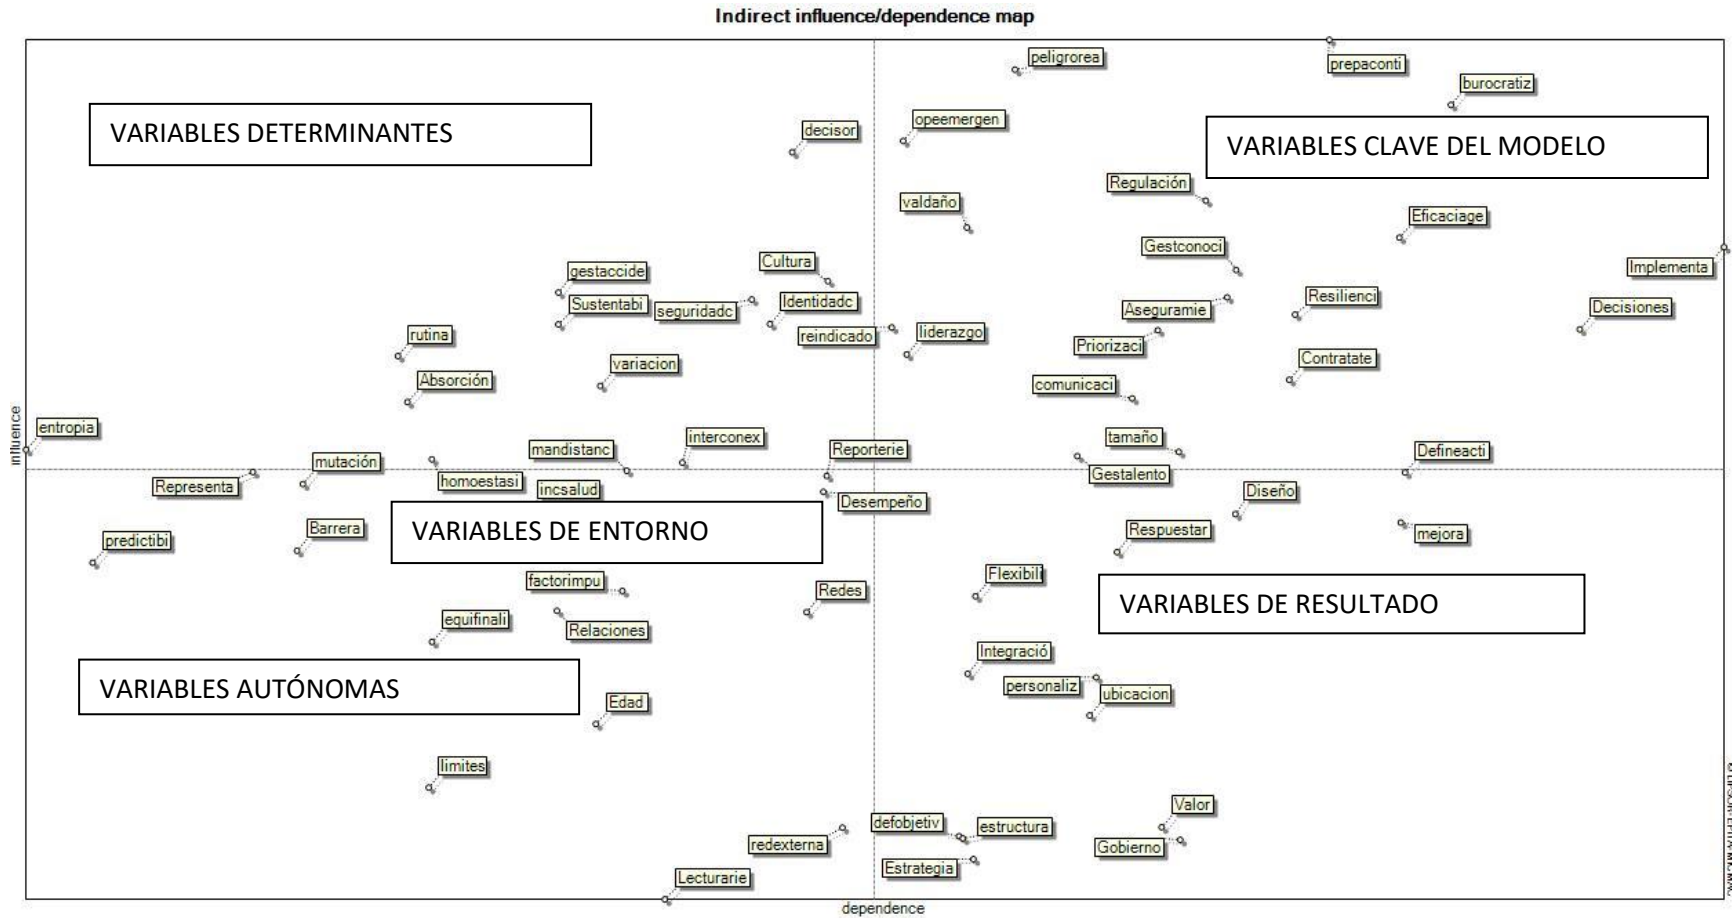 Indirect influence/dependence map
peligrorea
prepaconti
burocratiz
VARIABLES DETERMINANTES
decisor
opeemergen
VARIABLES CLAVE DEL MODELO
Regulación
valdaño
Eficaciage
Gestconoci
Cultura
Implementa
gestaccide
Sustentabi
seguridadc
Identidadc
Aseguramie
Resilienci
Decisiones
rutina
reindicado
liderazgo
Priorizaci
variacion
Contratate
Absorción
comunicaci
influence
entropia
mutación
mandistanc
interconex
Reporterie
tamaño
Defineacti
Representa
homoestasi
incsalud
Gestalento
Desempeño
Diseño
VARIABLES DE ENTORNO
predictibi
Barrera
Respuestar
mejora
factorimpu
Redes
Flexibili
VARIABLES DE RESULTADO
equifinali
Relaciones
Integració
VARIABLES AUTÓNOMAS
personaliz
ubicacion
Edad
limites
Valor
redexterna
defobjetiv
estructura
Gobierno
Lecturarie
Estrategia
dependence